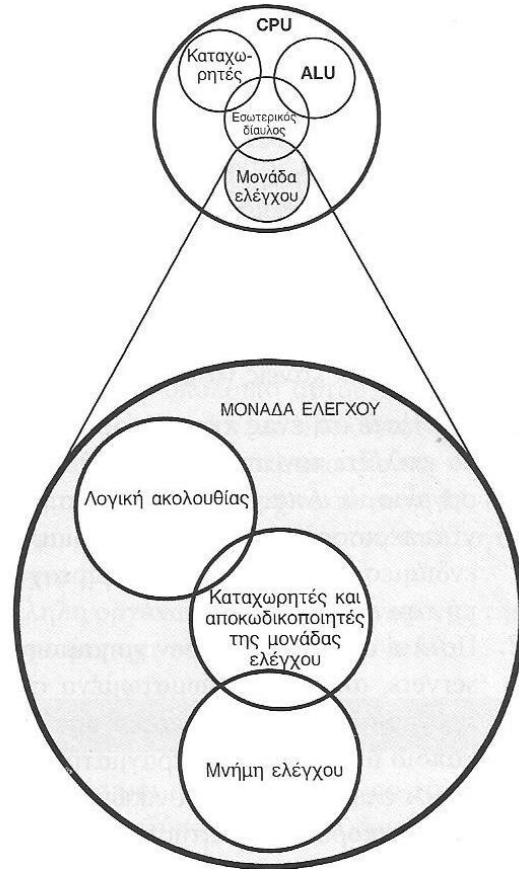 CPU
Καταχω-
ρητές
ALU
Εσωτερικός
δίαυλος
Μονάδα
ελέγχου
ΜΟΝΑΔΑ ΕΛΕΓΧΟΥ
Λογική ακολουθίας
Καταχωρητές και
αποκωδικοποιητές
της μονάδας
ελέγχου
Μνήμη ελέγχου